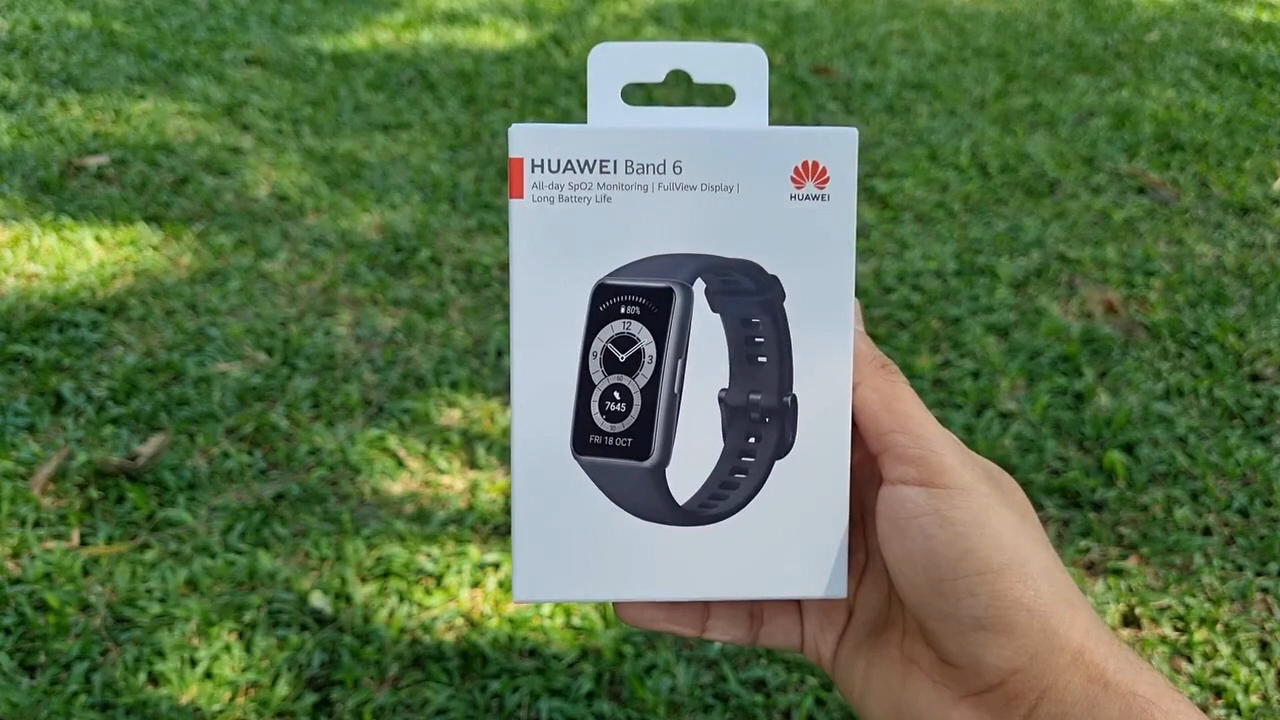 HUAWEI Band 6
All-day SpO2 Monitoring | FullView Display |
Long Battery Life
HUAWEI
80%
12
9
3
7645
FRI 18 OCT